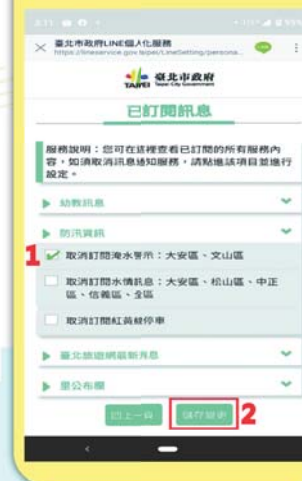 臺北市政府LINE個人化服務
https://lineservice.gov.taipei/LineSetting/persona...
臺北市政府
TAIPEI Taipei City Government
已訂閱訊息
服務說明：您可在這裡查看已訂閱的所有服務內
容，如須取消訊息通知服務，請點進該項目並進行
設定。
幼教訊息
防汛資訊
1
取消訂閱淹水警示：大安區、文山區
取消訂閱水情訊息：大安區、松山區、中正
區、信義區、全區
取消訂閱紅黃線停車
臺北旅遊網最新消息
里公布欄
回上一頁
儲存變更
2